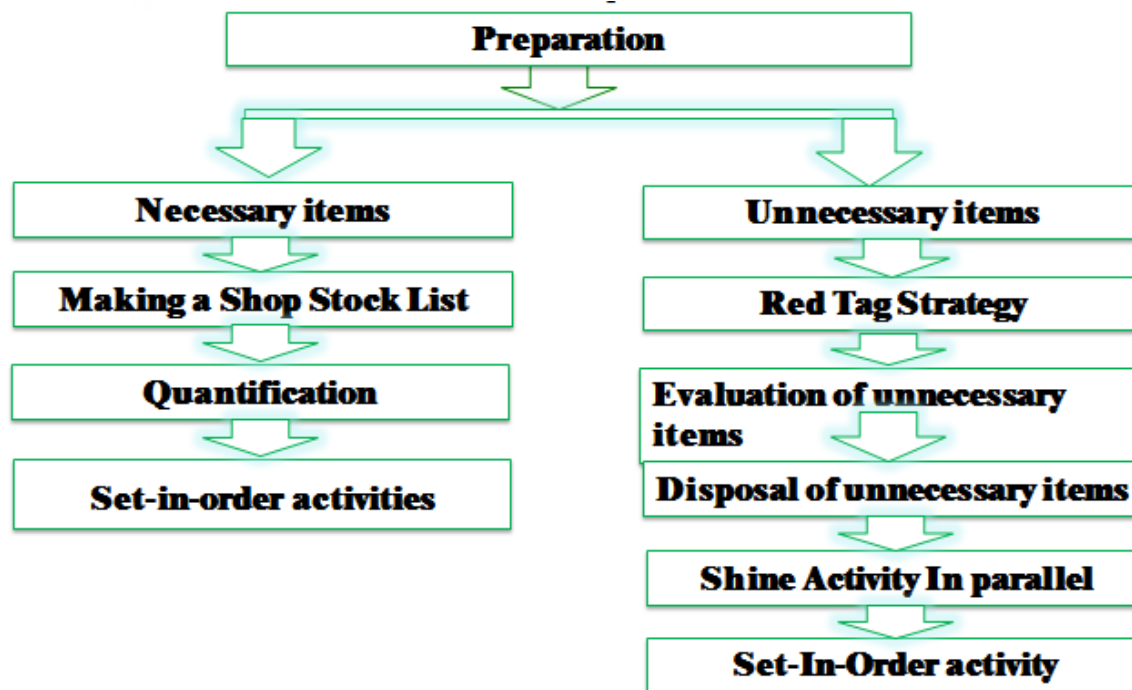 Preparation
Necessary items
Making a Shop Stock List
Quantification
Set-in-order activities
Unnecessary items
Red Tag Strategy
Evaluation of unnecessary
items
Disposal of unnecessary items
Shine Activity In parallel
Set-In-Order activity